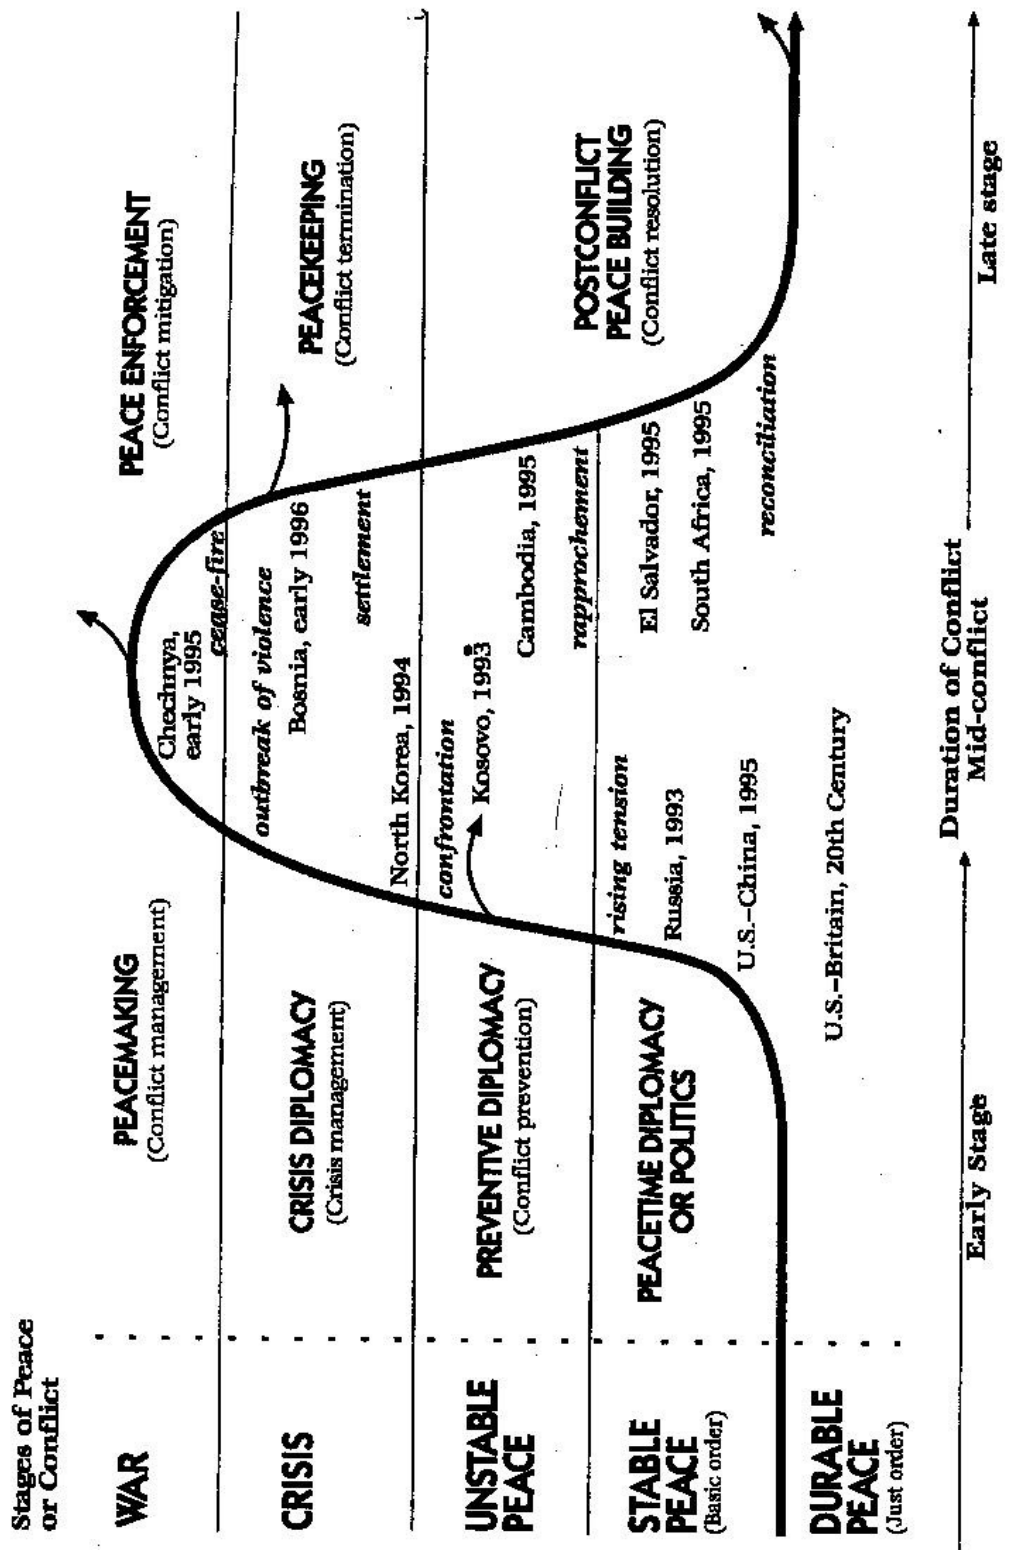 Stages of Peace
or Conflict
WAR
PEACEMAKING
(Conflict management)
PEACE ENFORCEMENT
(Conflict mitigation)
Chechnya,
early 1995
cease-fire
CRISIS
CRISIS DIPLOMACY
(Crisis management)
outbreak of violence
Bosnia, early 1996
PEACEKEEPING
(Conflict termination)
settlement
North Korea, 1994
UNSTABLE
PEACE
PREVENTIVE DIPLOMACY
(Conflict prevention)
confrontation
Kosovo, 1993
Cambodia, 1995
rapprochement
STABLE
PEACE
(Basic order)
PEACETIME DIPLOMACY
OR POLITICS
rising tension
Russia, 1993
U.S.–China, 1995
El Salvador, 1995
South Africa, 1995
POSTCONFLICT
PEACE BUILDING
(Conflict resolution)
reconciliation
DURABLE
PEACE
(Just order)
U.S.–Britain, 20th Century
Early Stage
Duration of Conflict
Mid-conflict
Late stage